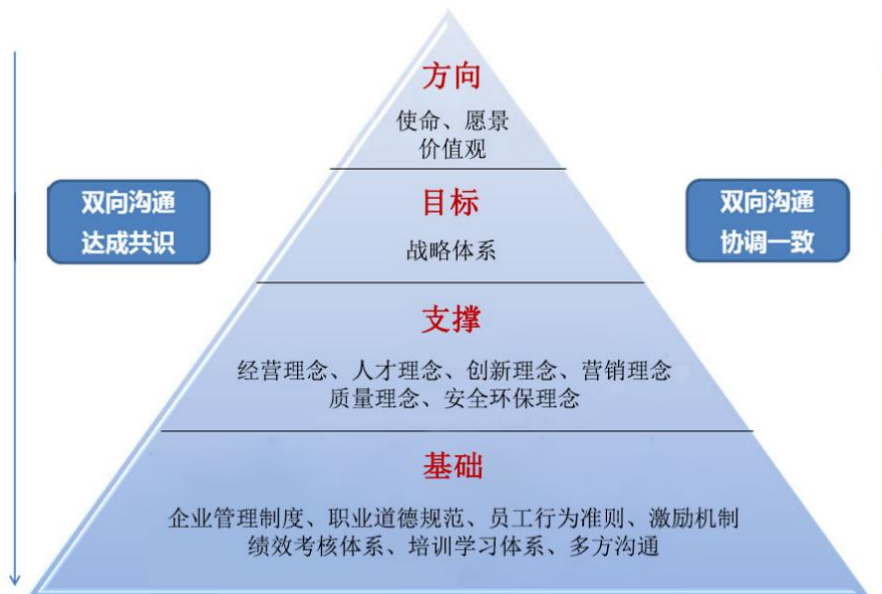 方向
使命、愿景
价值观
双向沟通
达成共识
目标
战略体系
双向沟通
协调一致
支撑
经营理念、人才理念、创新理念、营销理念
质量理念、安全环保理念
基础
企业管理制度、职业道德规范、员工行为准则、激励机制
绩效考核体系、培训学习体系、多方沟通